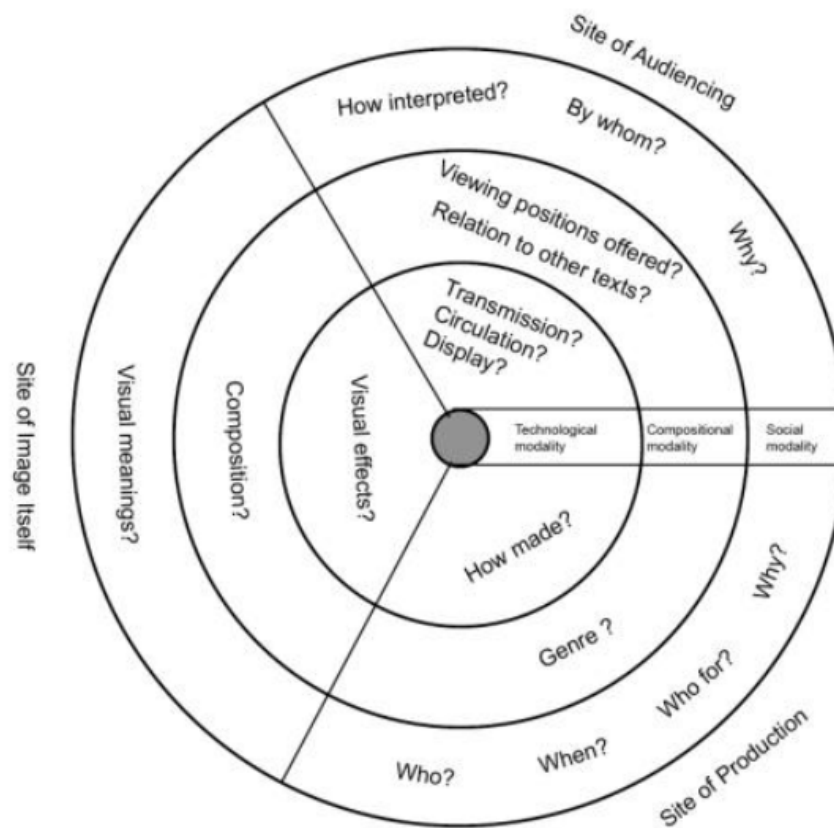 Site of Audiencing
How interpreted?
By whom?
Why?
Viewing positions offered?
Relation to other texts?
Transmission?
Circulation?
Display?
Site of Image Itself
Visual meanings?
Composition?
Visual effects?
Technological
modality
Compositional
modality
Social
modality
How made?
Genre ?
Who?
When?
Who for?
Why?
Site of Production